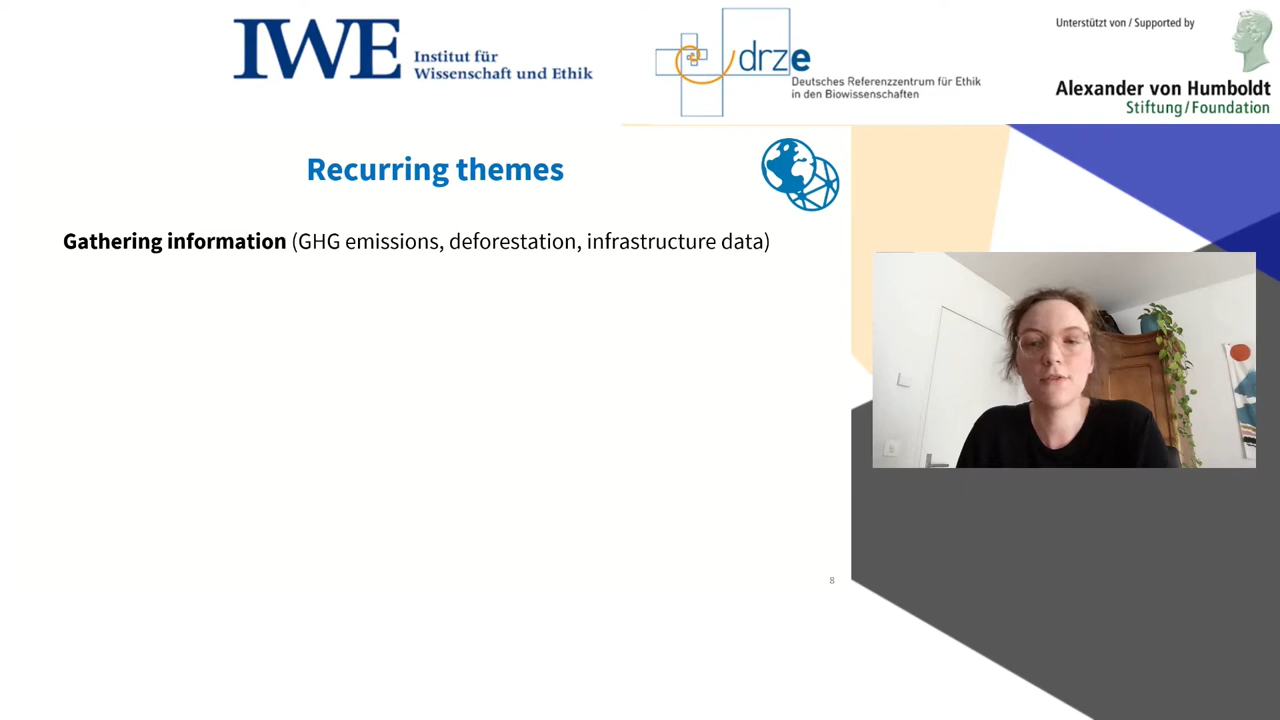 IWE
Institut für
Wissenschaft und Ethik
drze
Deutsches Referenzzentrum für Ethik
in den Biowissenschaften
Unterstützt von / Supported by
Alexander von Humboldt
Stiftung/Foundation
Recurring themes
Gathering information (GHG emissions, deforestation, infrastructure data)
8